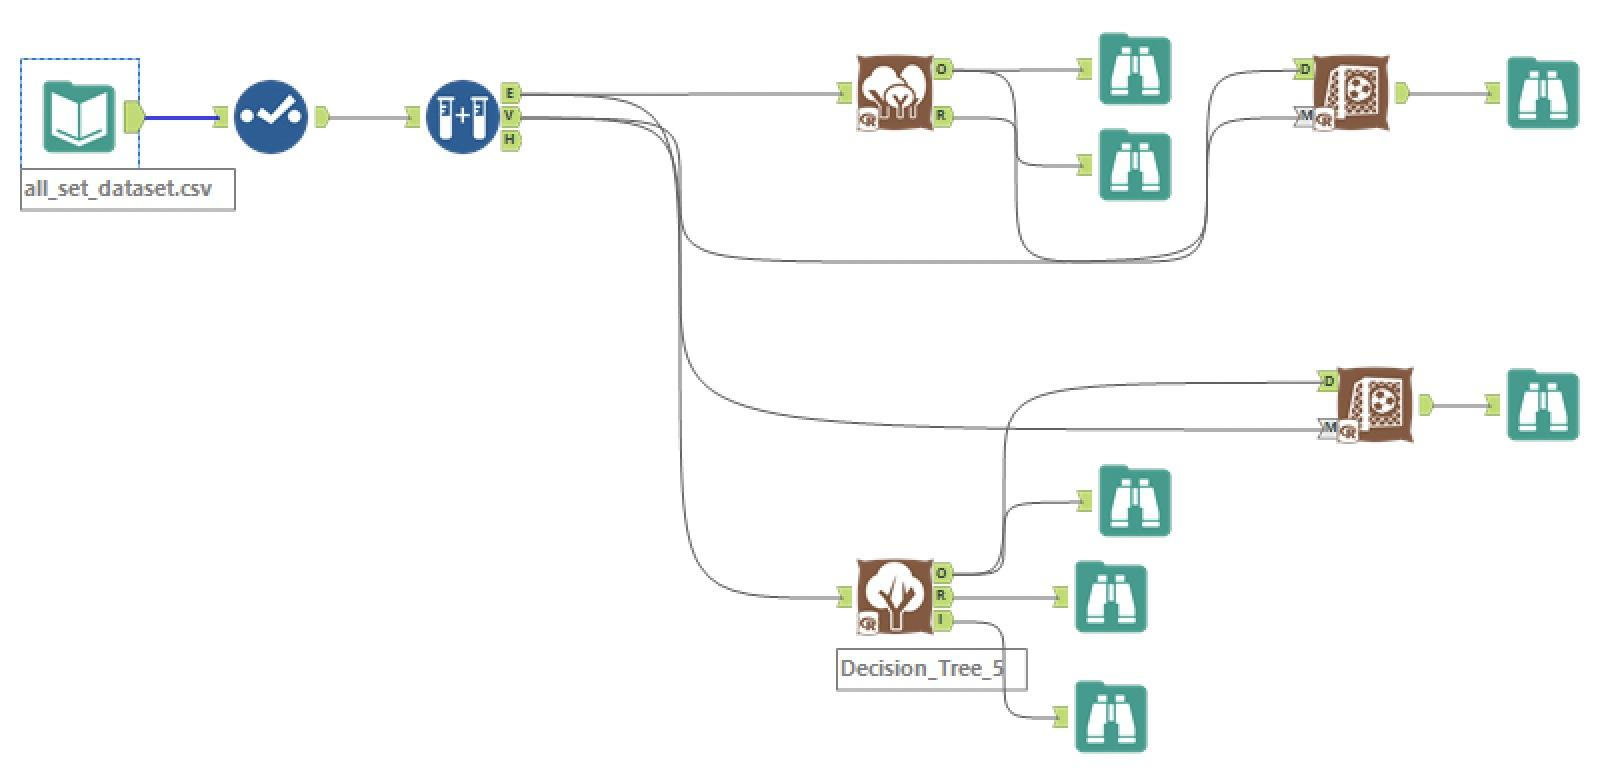 E
V
H
all_set_dataset.csv
O
R
R
D
M
R
D
M
R
O
R
I
R
Decision_Tree_5